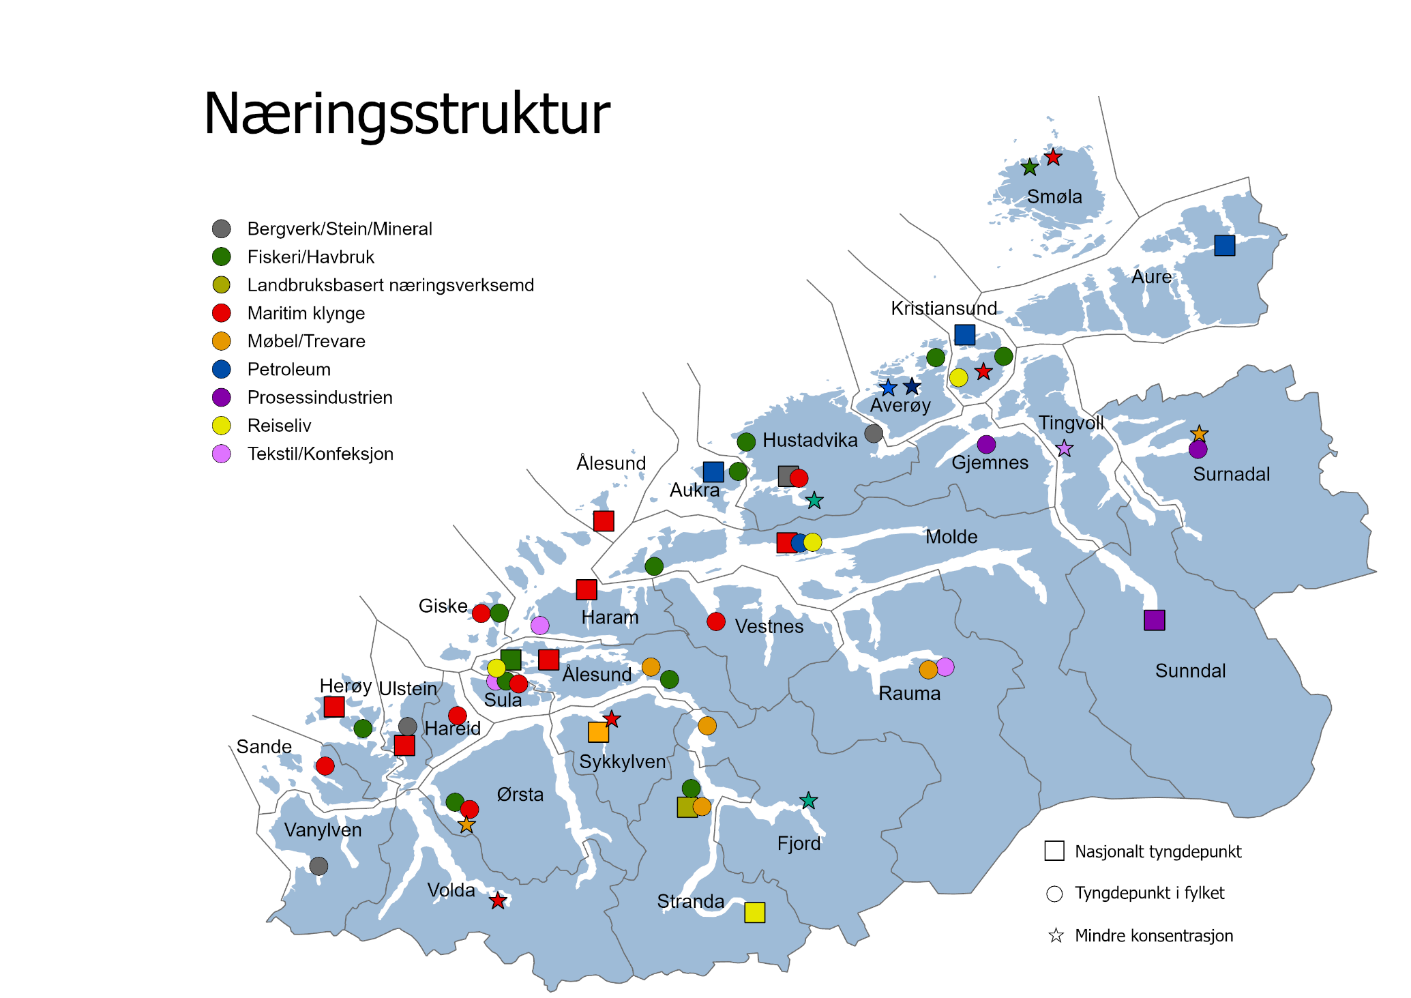 Næringsstruktur
Bergverk/Stein/Mineral
Fiskeri/Havbruk
Landbruksbasert næringsverksemd
Maritim klynge
Møbel/Trevare
Petroleum
Prosessindustrien
Reiseliv
Tekstil/Konfeksjon
Smøla
Aure
Kristiansund
Averøy
Tingvoll
Hustadvika
Gjemnes
Surnadal
Ålesund
Aukra
Molde
Giske
Haram
Vestnes
Ålesund
Sunndal
Rauma
Herøy
Ulstein
Sula
Hareid
Sande
Sykkylven
Ørsta
Vanylven
Fjord
Volda
Stranda
Nasjonalt tyngdepunkt
Tyngdepunkt i fylket
Mindre konsentrasjon